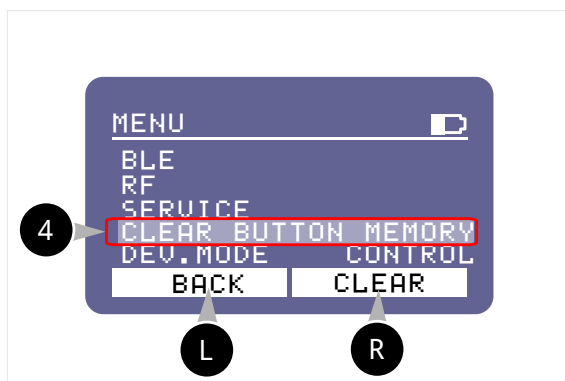 MENU
BLE
RF
SERVICE
4
CLEAR BUTTON MEMORY
DEV.MODE CONTROL
BACK CLEAR
L R